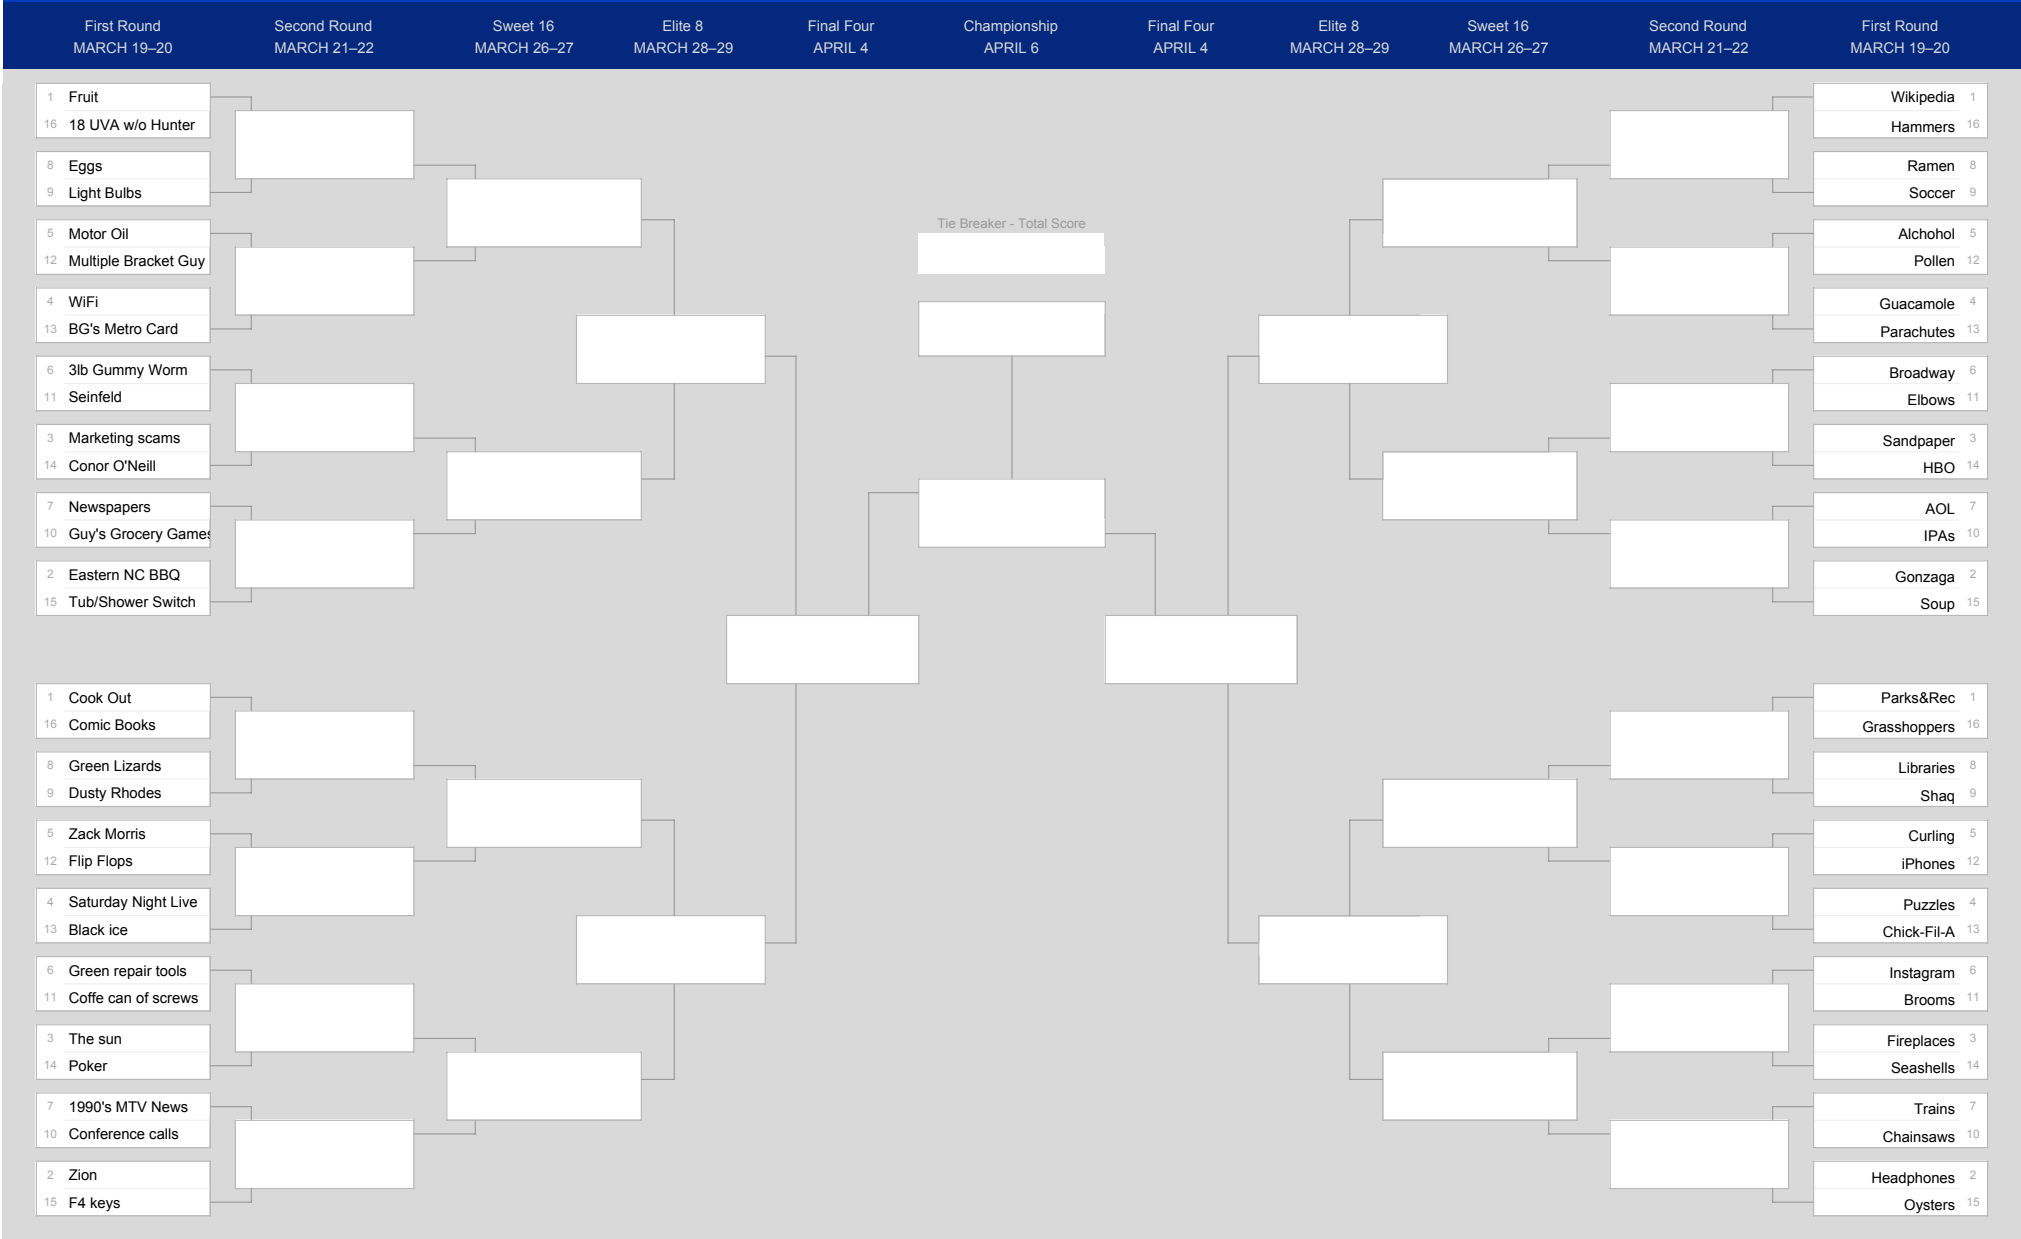 First Round
MARCH 19–20
Second Round
MARCH 21–22
Sweet 16
MARCH 26–27
Elite 8
MARCH 28–29
Final Four
APRIL 4
Championship
APRIL 6
Final Four
APRIL 4
Elite 8
MARCH 28–29
Sweet 16
MARCH 26–27
Second Round
MARCH 21–22
First Round
MARCH 19–20
1 Fruit
16 18 UVA w/o Hunter
8 Eggs
9 Light Bulbs
5 Motor Oil
12 Multiple Bracket Guy
4 WiFi
13 BG's Metro Card
6 3lb Gummy Worm
11 Seinfeld
3 Marketing scams
14 Conor O'Neill
7 Newspapers
10 Guy's Grocery Games
2 Eastern NC BBQ
15 Tub/Shower Switch
1 Cook Out
16 Comic Books
8 Green Lizards
9 Dusty Rhodes
5 Zack Morris
12 Flip Flops
4 Saturday Night Live
13 Black ice
6 Green repair tools
11 Coffe can of screws
3 The sun
14 Poker
7 1990's MTV News
10 Conference calls
2 Zion
15 F4 keys
Tie Breaker - Total Score
Wikipedia 1
Hammers 16
Ramen 8
Soccer 9
Alchohol 5
Pollen 12
Guacamole 4
Parachutes 13
Broadway 6
Elbows 11
Sandpaper 3
HBO 14
AOL 7
IPAs 10
Gonzaga 2
Soup 15
Parks&Rec 1
Grasshoppers 16
Libraries 8
Shaq 9
Curling 5
iPhones 12
Puzzles 4
Chick-Fil-A 13
Instagram 6
Brooms 11
Fireplaces 3
Seashells 14
Trains 7
Chainsaws 10
Headphones 2
Oysters 15